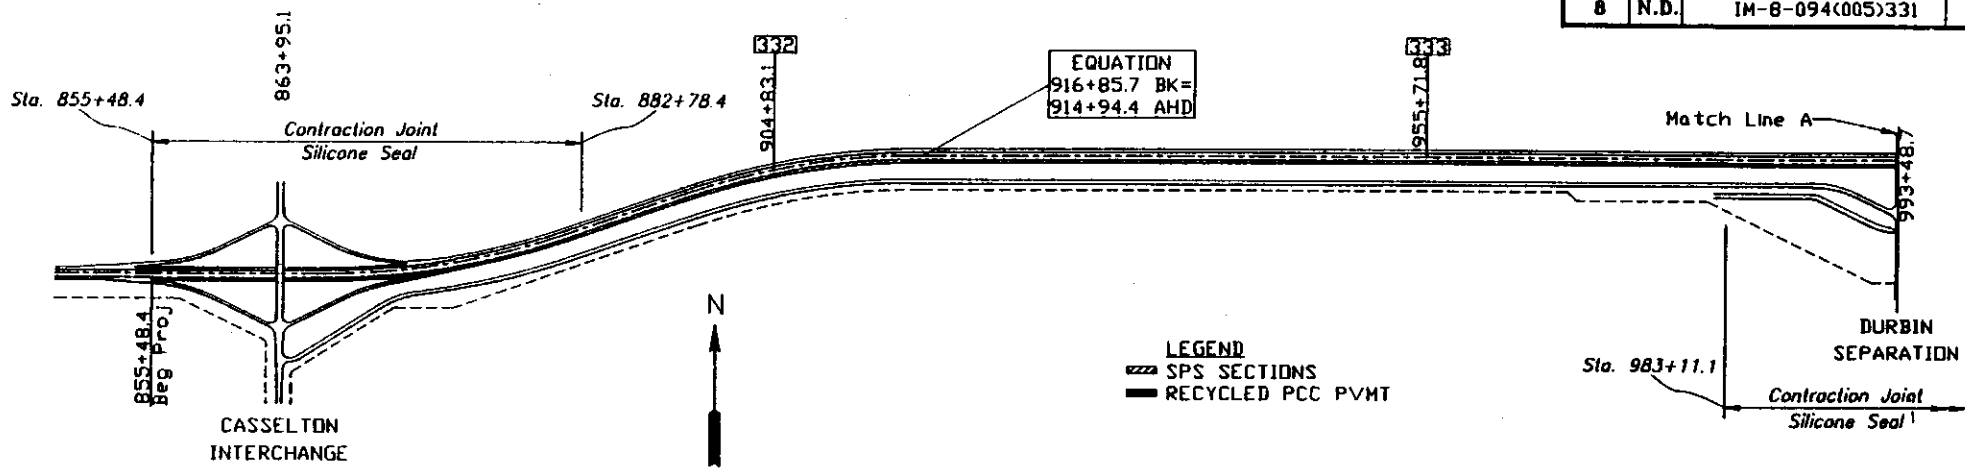 8 N.D. IM-8-094(005)331
863+95.1
332
333
904+83.1
955+71.8
EQUATION
916+85.7 BK=
914+94.4 AHD
Sta. 855+48.4
Sta. 882+78.4
Contraction Joint
Silicone Seal
Match Line A
993+48.7
855+48.4
Beg Proj
N
CASSELTON
INTERCHANGE
LEGEND
SPS SECTIONS
RECYCLED PCC PVMT
DURBIN
SEPARATION
Sta. 983+11.1
Contraction Joint
Silicone Seal